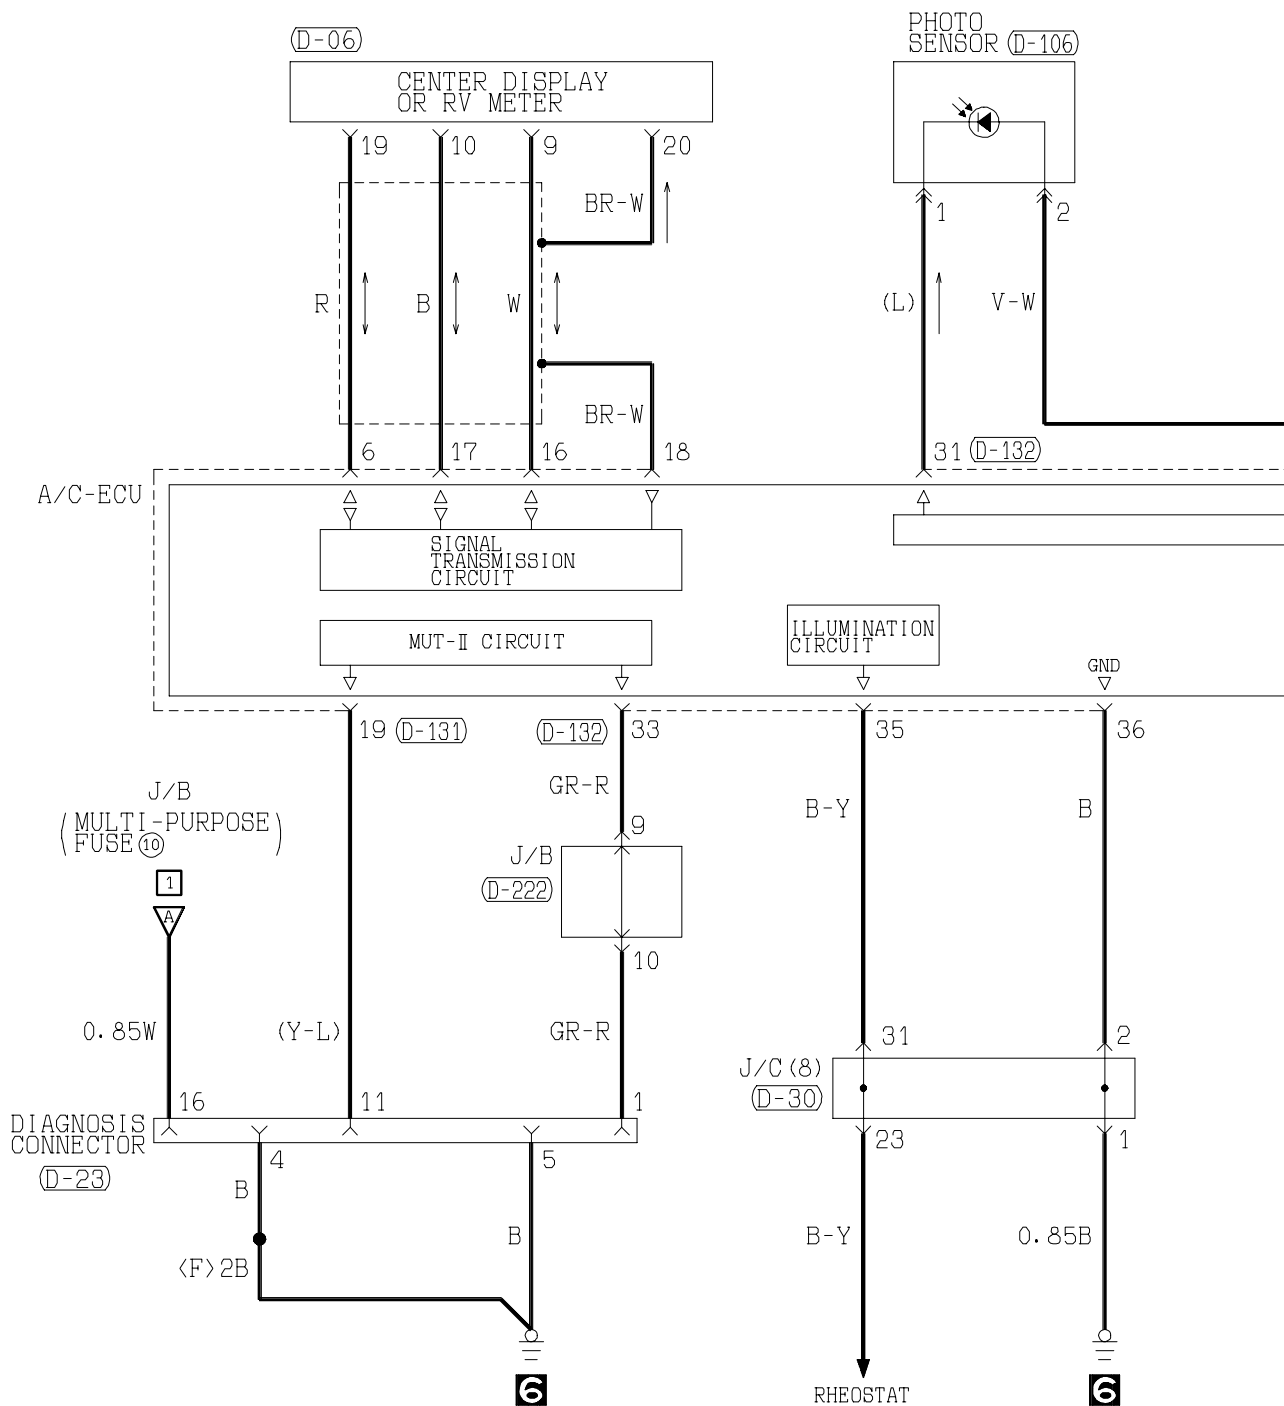 (D-06)
CENTER DISPLAY
OR RV METER
19 10 9 20
BR-W
R B W
BR-W
6 17 16 18
PHOTO
SENSOR (D-106)
1 2
(L) V-W
31 (D-132)
A/C-ECU
SIGNAL
TRANSMISSION
CIRCUIT
MUT-Ⅱ CIRCUIT
ILLUMINATION
CIRCUIT
GND
19 (D-131) (D-132) 33 35 36
GR-R
B-Y B
J/B
(MULTI-PURPOSE
FUSE ⑩)
1
A
9
J/B
(D-222)
10
0.85W (Y-L) GR-R
31 2
J/C(8)
(D-30)
23 1
16 11 1
DIAGNOSIS
CONNECTOR
(D-23)
4 5
B
B
<F>2B
B-Y 0.85B
6
RHEOSTAT
6